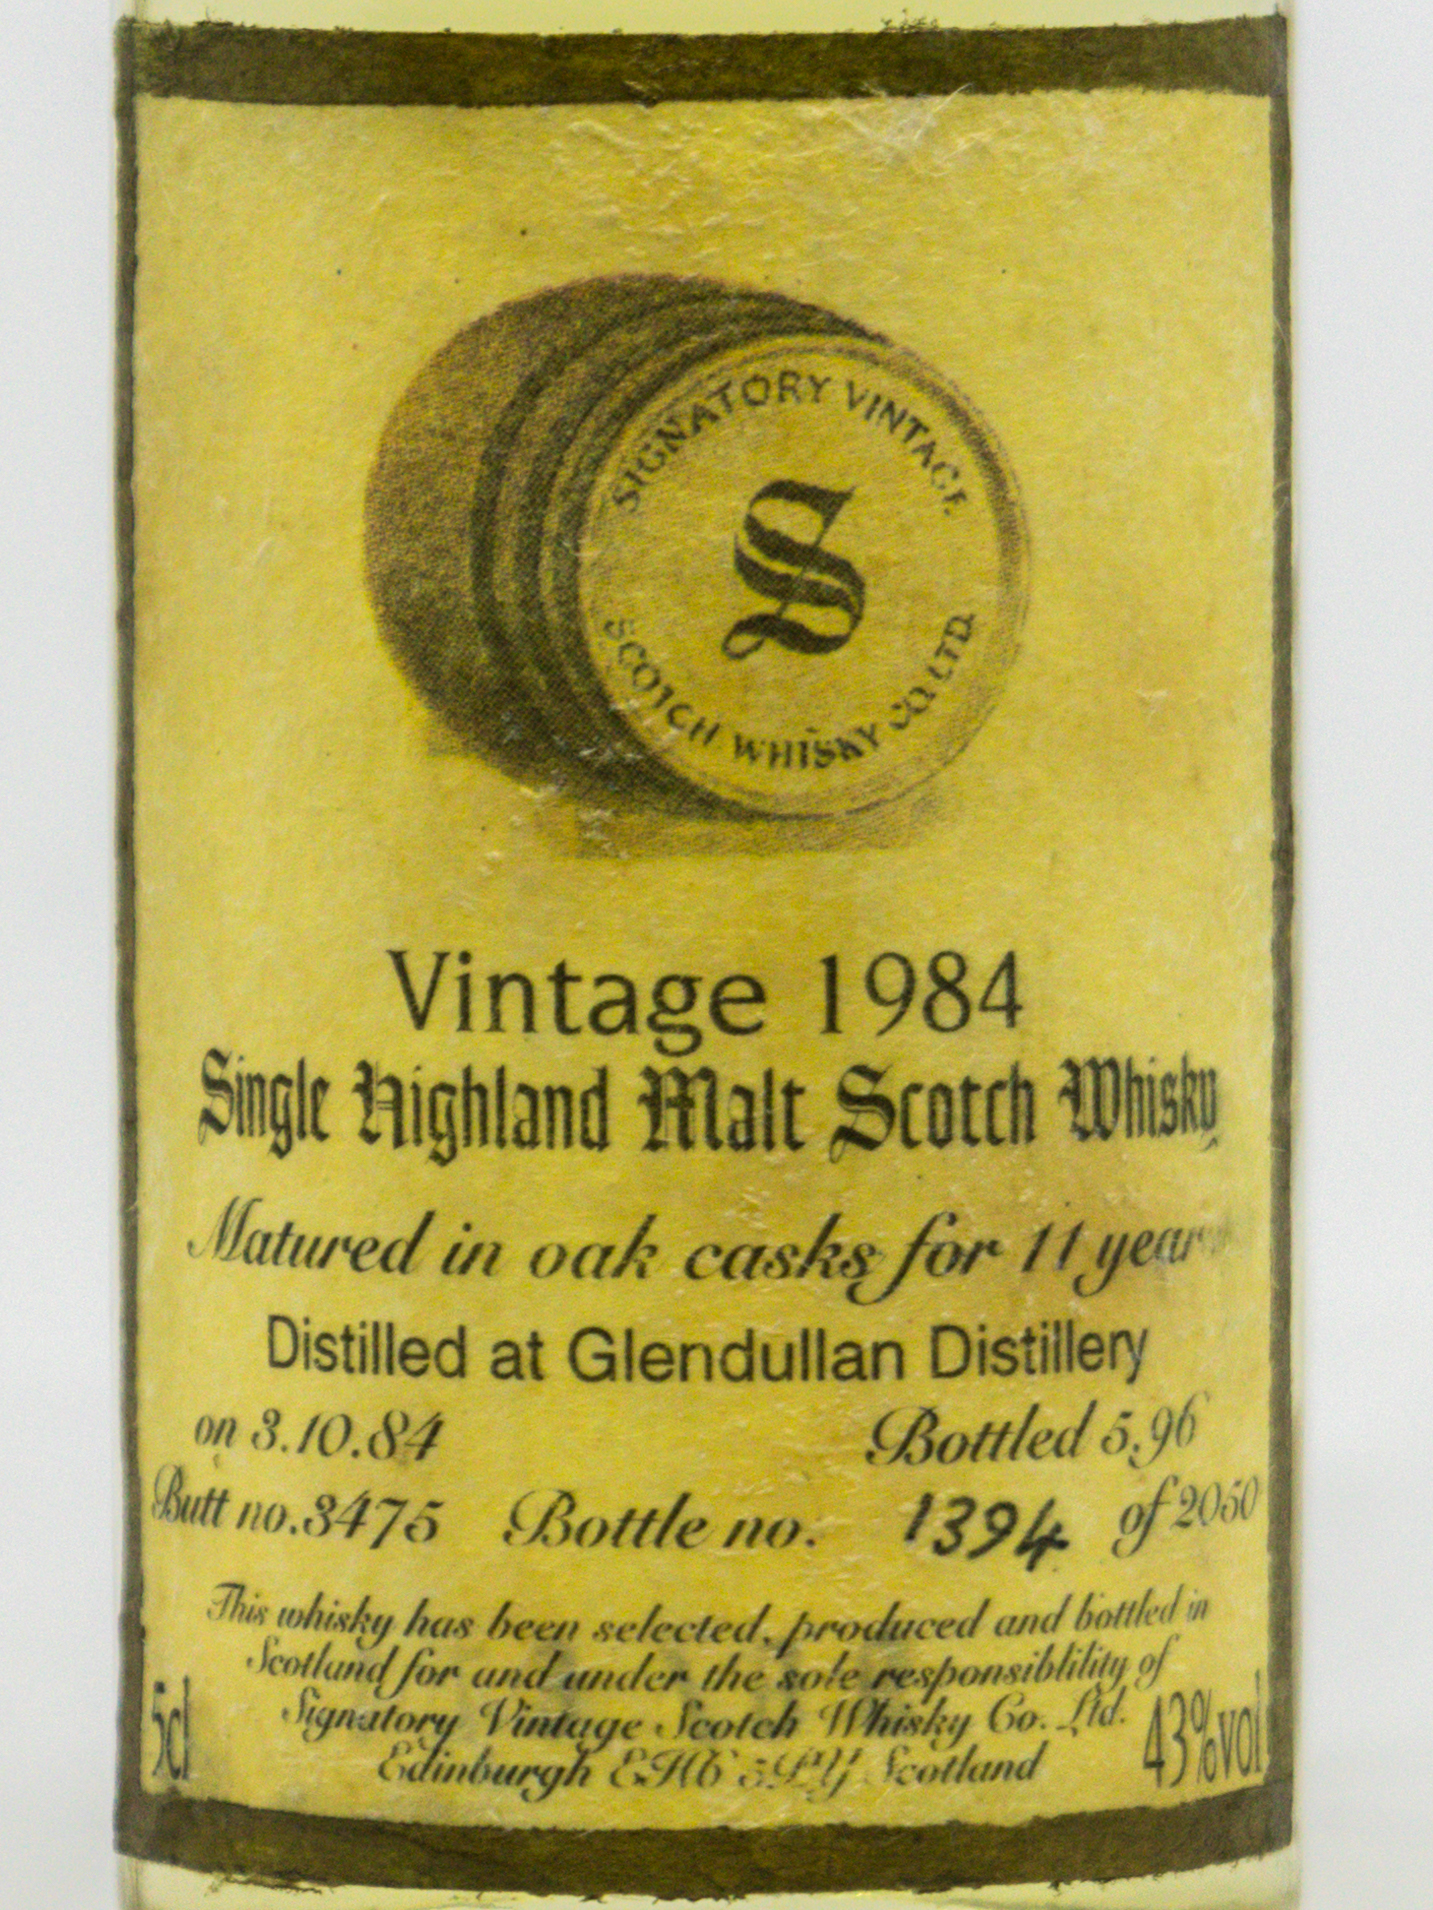 SIGNATORY VINTAGE
S
SCOTCH WHISKY CO LTD
Vintage 1984
Single Highland Malt Scotch Whisky
Matured in oak casks for 11 years
Distilled at Glendullan Distillery
on 3.10.84 Bottled 5.96
Butt no.3475 Bottle no. 1394 of 2050
This whisky has been selected, produced and bottled in
Scotland for and under the sole responsiblility of
Signatory Vintage Scotch Whisky Co. Ltd.
Edinburgh EH6 Scotland
5cl 43%vol